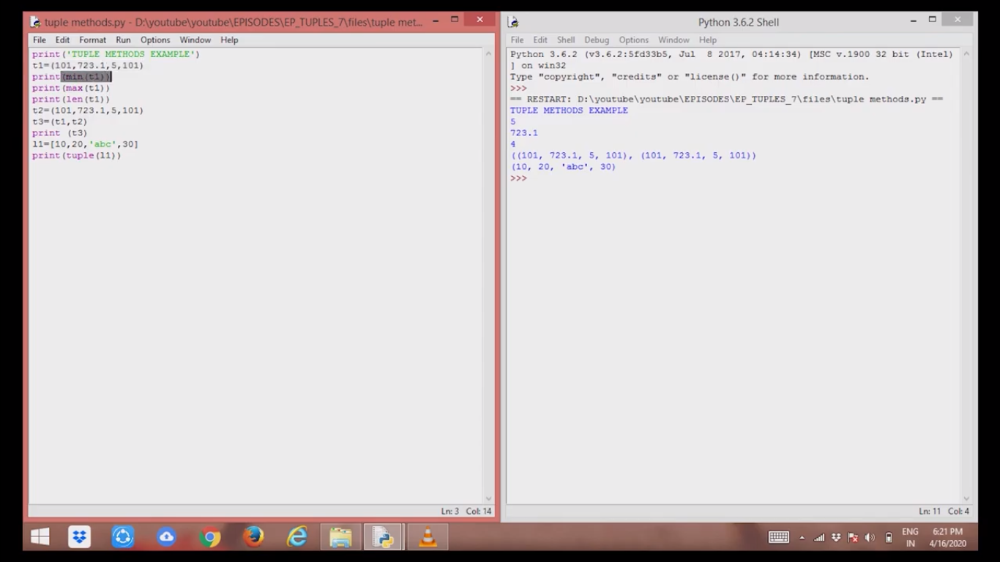 tuple methods.py - D:\youtube\youtube\EPISODES\EP_TUPLES_7\files\tuple met...
File Edit Format Run Options Window Help
print('TUPLE METHODS EXAMPLE')
t1=(101,723.1,5,101)
print(min(t1))
print(max(t1))
print(len(t1))
t2=(101,723.1,5,101)
t3=(t1,t2)
print (t3)
l1=[10,20,'abc',30]
print(tuple(l1))
Ln: 3 Col: 14
Python 3.6.2 Shell
File Edit Shell Debug Options Window Help
Python 3.6.2 (v3.6.2:5fd33b5, Jul  8 2017, 04:14:34) [MSC v.1900 32 bit (Intel)
] on win32
Type "copyright", "credits" or "license()" for more information.
>>>
== RESTART: D:\youtube\youtube\EPISODES\EP_TUPLES_7\files\tuple methods.py ==
TUPLE METHODS EXAMPLE
5
723.1
4
((101, 723.1, 5, 101), (101, 723.1, 5, 101))
(10, 20, 'abc', 30)
>>>
Ln: 11 Col: 4
ENG 6:21 PM
IN 4/16/2020